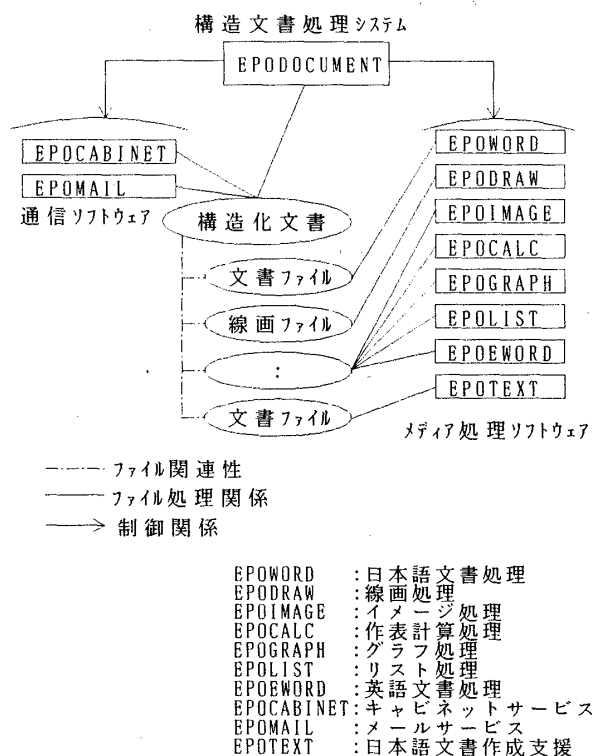 構造文書処理システム
EPODOCUMENT
EPOCABINET
EPOMAIL
通信ソフトウェア
構造化文書
文書ファイル
線画ファイル
:
文書ファイル
EPOWORD
EPODRAW
EPOIMAGE
EPOCALC
EPOGRAPH
EPOLIST
EPOEWORD
EPOTEXT
メディア処理ソフトウェア
ファイル関連性
ファイル処理関係
制御関係
EPOWORD :日本語文書処理
EPODRAW :線画処理
EPOIMAGE :イメージ処理
EPOCALC :作表計算処理
EPOGRAPH :グラフ処理
EPOLIST :リスト処理
EPOEWORD :英語文書処理
EPOCABINET:キャビネットサービス
EPOMAIL :メールサービス
EPOTEXT :日本語文書作成支援